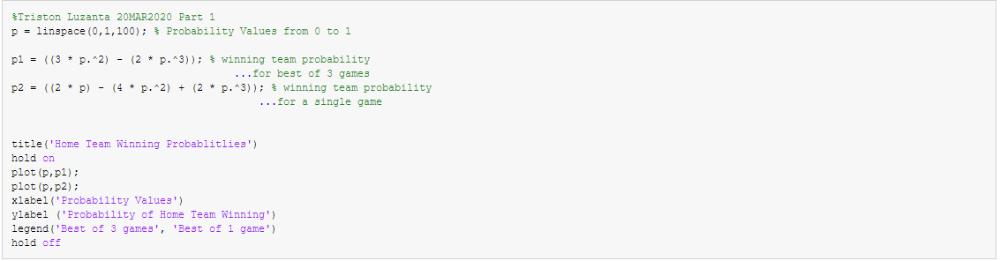 %Triston Luzanta 20MAR2020 Part 1
p = linspace(0,1,100); % Probability Values from 0 to 1
p1 = ((3 * p.^2) - (2 * p.^3)); % winning team probability
...for best of 3 games
p2 = ((2 * p) - (4 * p.^2) + (2 * p.^3)); % winning team probability
...for a single game
title('Home Team Winning Probablitlies')
hold on
plot(p,p1);
plot(p,p2);
xlabel('Probability Values')
ylabel ('Probability of Home Team Winning')
legend('Best of 3 games', 'Best of 1 game')
hold off